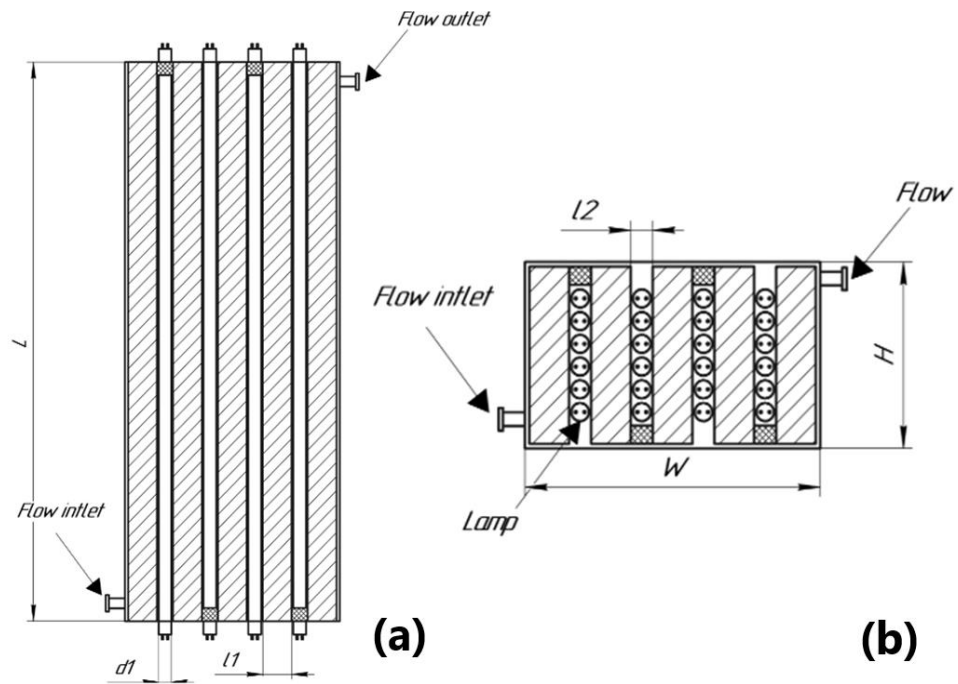 Flow outlet
L
Flow intlet
d1
l1
(a)
l2
Flow
Flow intlet
H
W
Lamp
(b)